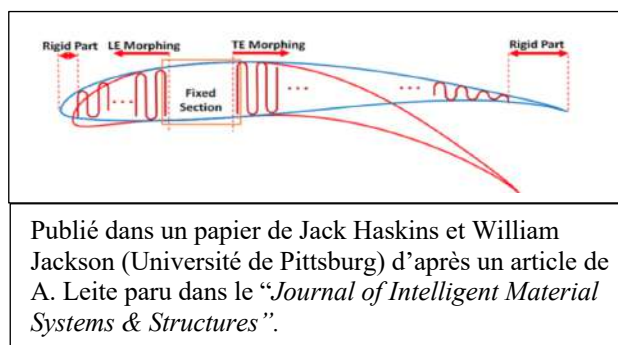 Rigid Part LE Morphing TE Morphing Rigid Part
Fixed
Section
Publié dans un papier de Jack Haskins et William
Jackson (Université de Pittsburg) d’après un article de
A. Leite paru dans le “Journal of Intelligent Material
Systems & Structures”.